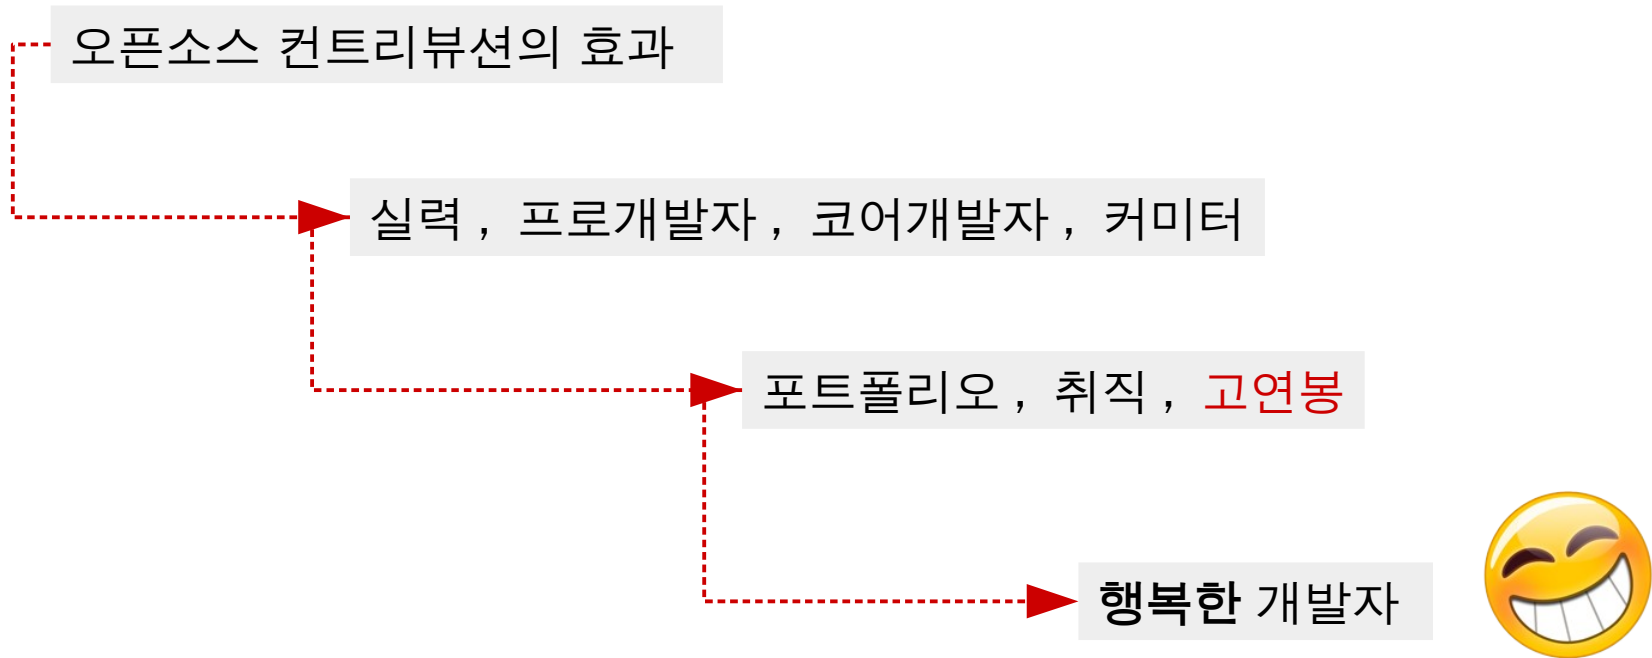 오픈소스 컨트리뷰션의 효과
실력, 프로개발자, 코어개발자, 커미터
포트폴리오, 취직, 고연봉
행복한 개발자